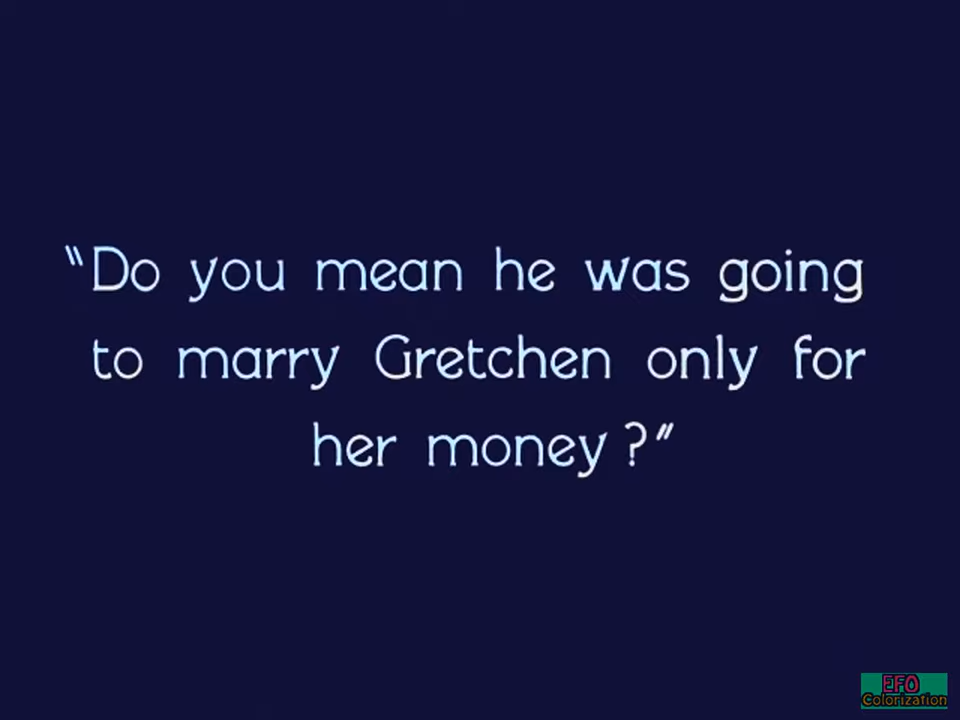 "Do you mean he was going
to marry Gretchen only for
her money?"
EFO
Colorization